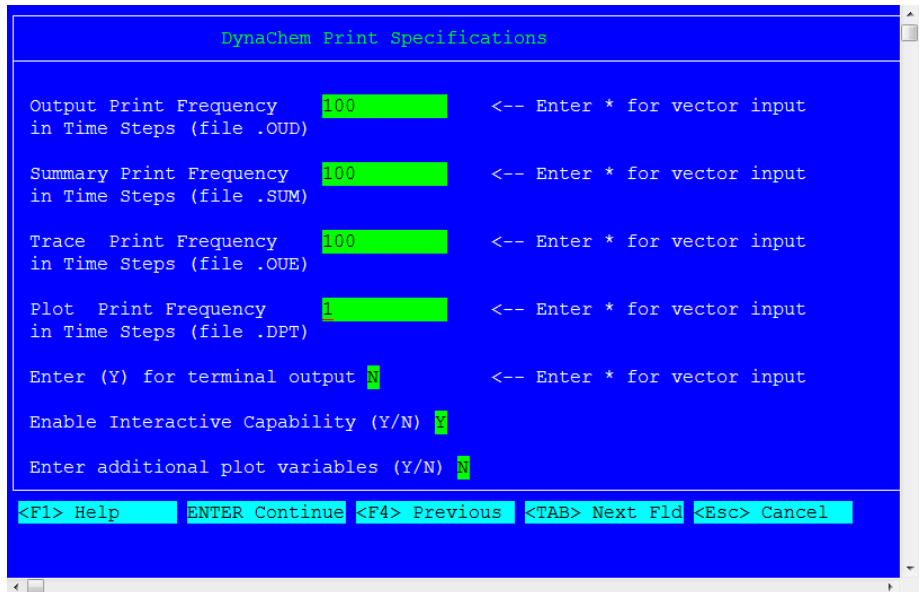 DynaChem Print Specifications
Output Print Frequency 100 <-- Enter * for vector input
in Time Steps (file .OUD)
Summary Print Frequency 100 <-- Enter * for vector input
in Time Steps (file .SUM)
Trace Print Frequency 100 <-- Enter * for vector input
in Time Steps (file .OUE)
Plot Print Frequency 1 <-- Enter * for vector input
in Time Steps (file .DPT)
Enter (Y) for terminal output N <-- Enter * for vector input
Enable Interactive Capability (Y/N) Y
Enter additional plot variables (Y/N) N
<F1> Help ENTER Continue <F4> Previous <TAB> Next Fld <Esc> Cancel